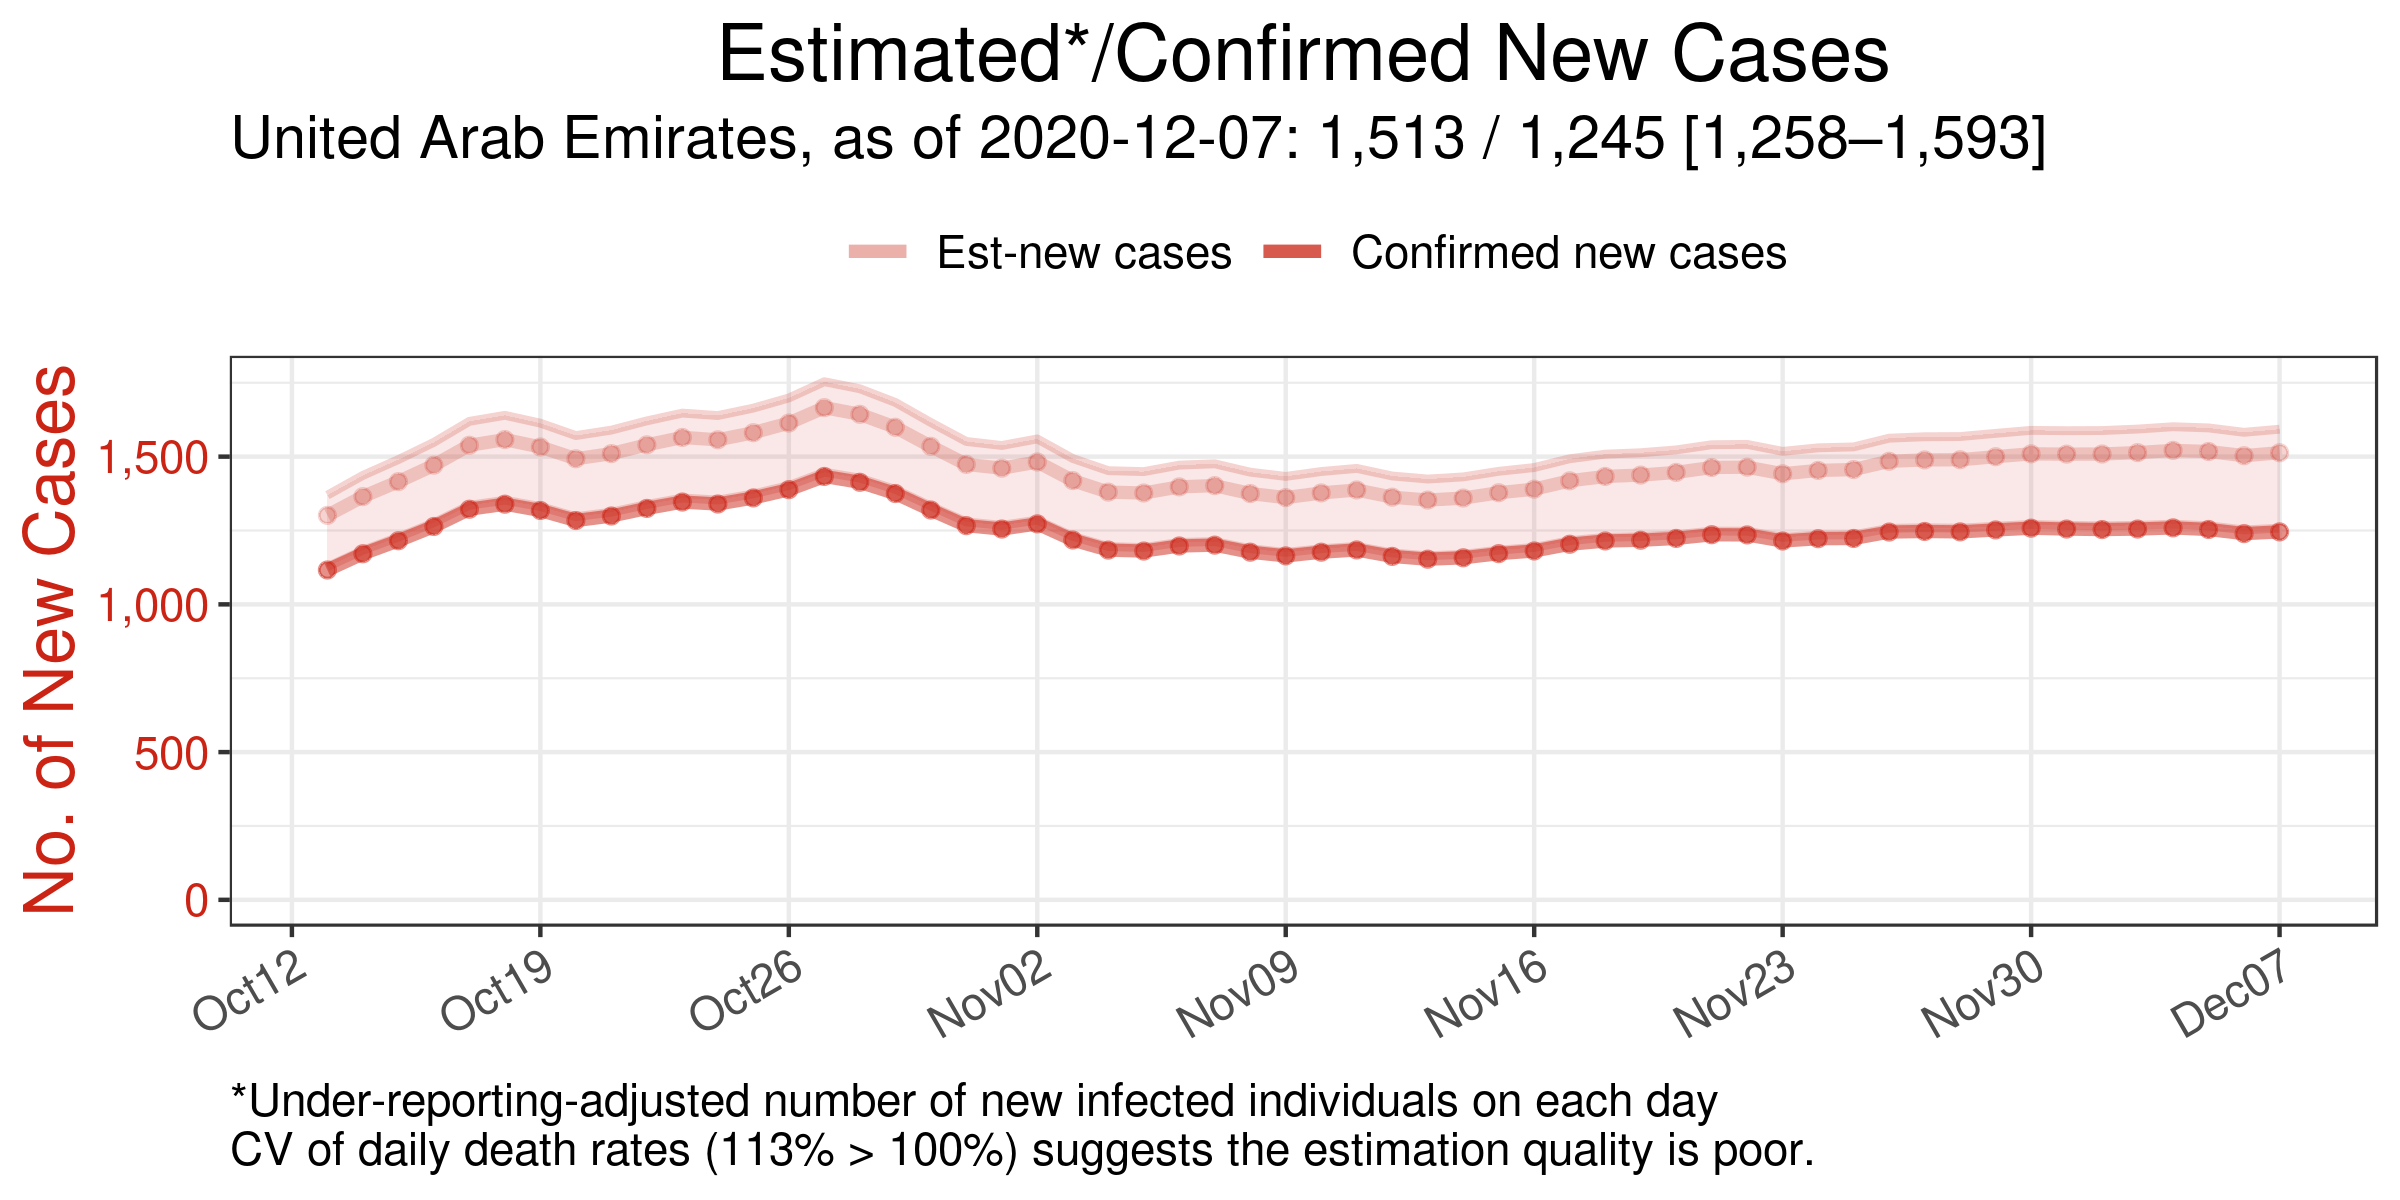 Estimated*/Confirmed New Cases
United Arab Emirates, as of 2020-12-07: 1,513 / 1,245 [1,258–1,593]
Est-new cases
Confirmed new cases
No. of New Cases
1,500
1,000
500
0
Oct12
Oct19
Oct26
Nov02
Nov09
Nov16
Nov23
Nov30
Dec07
*Under-reporting-adjusted number of new infected individuals on each day
CV of daily death rates (113% > 100%) suggests the estimation quality is poor.